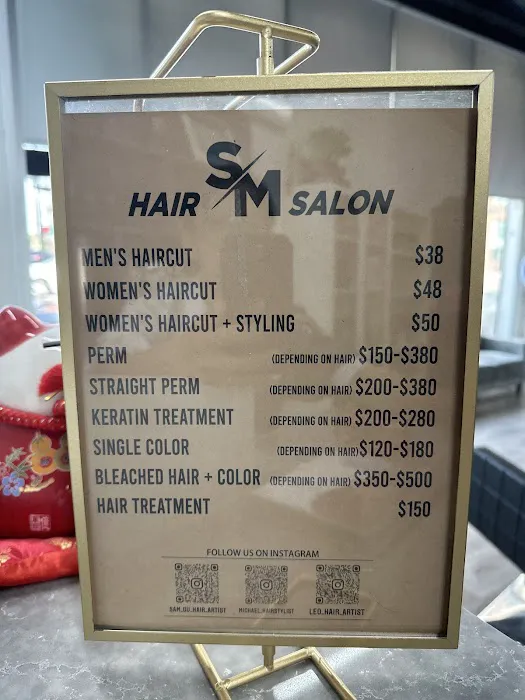 HAIR SM SALON
MEN'S HAIRCUT $38
WOMEN'S HAIRCUT $48
WOMEN'S HAIRCUT + STYLING $50
PERM (DEPENDING ON HAIR) $150-$380
STRAIGHT PERM (DEPENDING ON HAIR) $200-$380
KERATIN TREATMENT (DEPENDING ON HAIR) $200-$280
SINGLE COLOR (DEPENDING ON HAIR) $120-$180
BLEACHED HAIR + COLOR (DEPENDING ON HAIR) $350-$500
HAIR TREATMENT $150
FOLLOW US ON INSTAGRAM
MICHAEL.HAIRSTYLIST LEO.HAIR_ARTIST